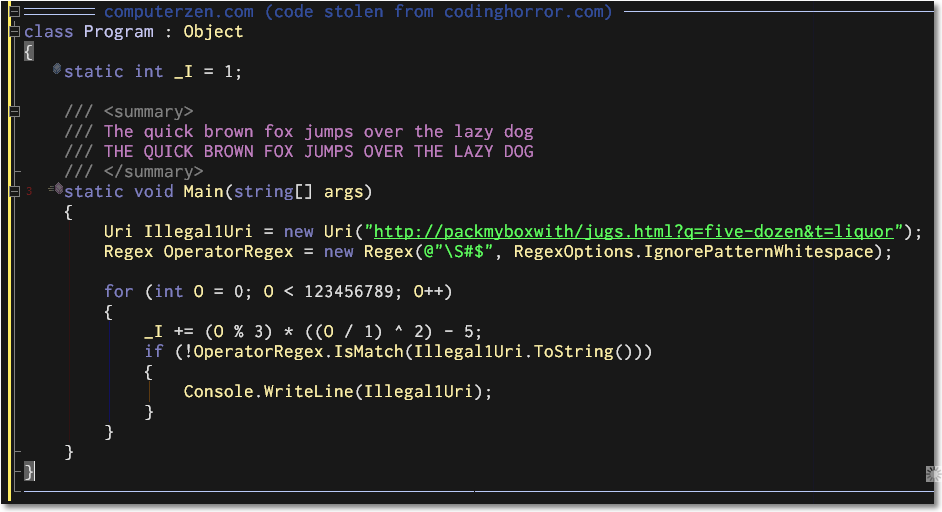 computerzen.com (code stolen from codinghorror.com)
class Program : Object
{
static int _I = 1;
/// <summary>
/// The quick brown fox jumps over the lazy dog
/// THE QUICK BROWN FOX JUMPS OVER THE LAZY DOG
/// </summary>
3 static void Main(string[] args)
{
Uri Illegal1Uri = new Uri("http://packmyboxwith/jugs.html?q=five-dozen&t=liquor");
Regex OperatorRegex = new Regex(@"\S#$", RegexOptions.IgnorePatternWhitespace);
for (int O = 0; O < 123456789; O++)
{
_I += (O % 3) * ((O / 1) ^ 2) - 5;
if (!OperatorRegex.IsMatch(Illegal1Uri.ToString()))
{
Console.WriteLine(Illegal1Uri);
}
}
}
}